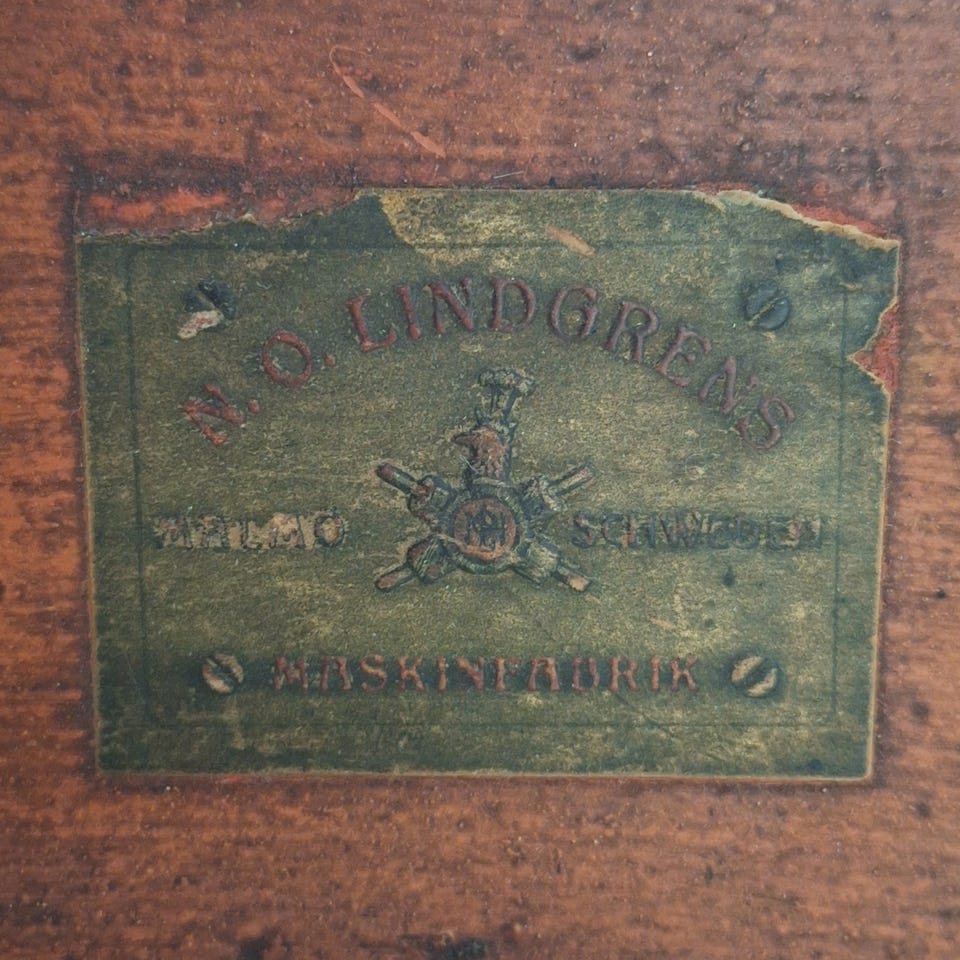 N. O. LINDGREN'S
MALMÖ SCHWEDEN
MASKINFABRIK